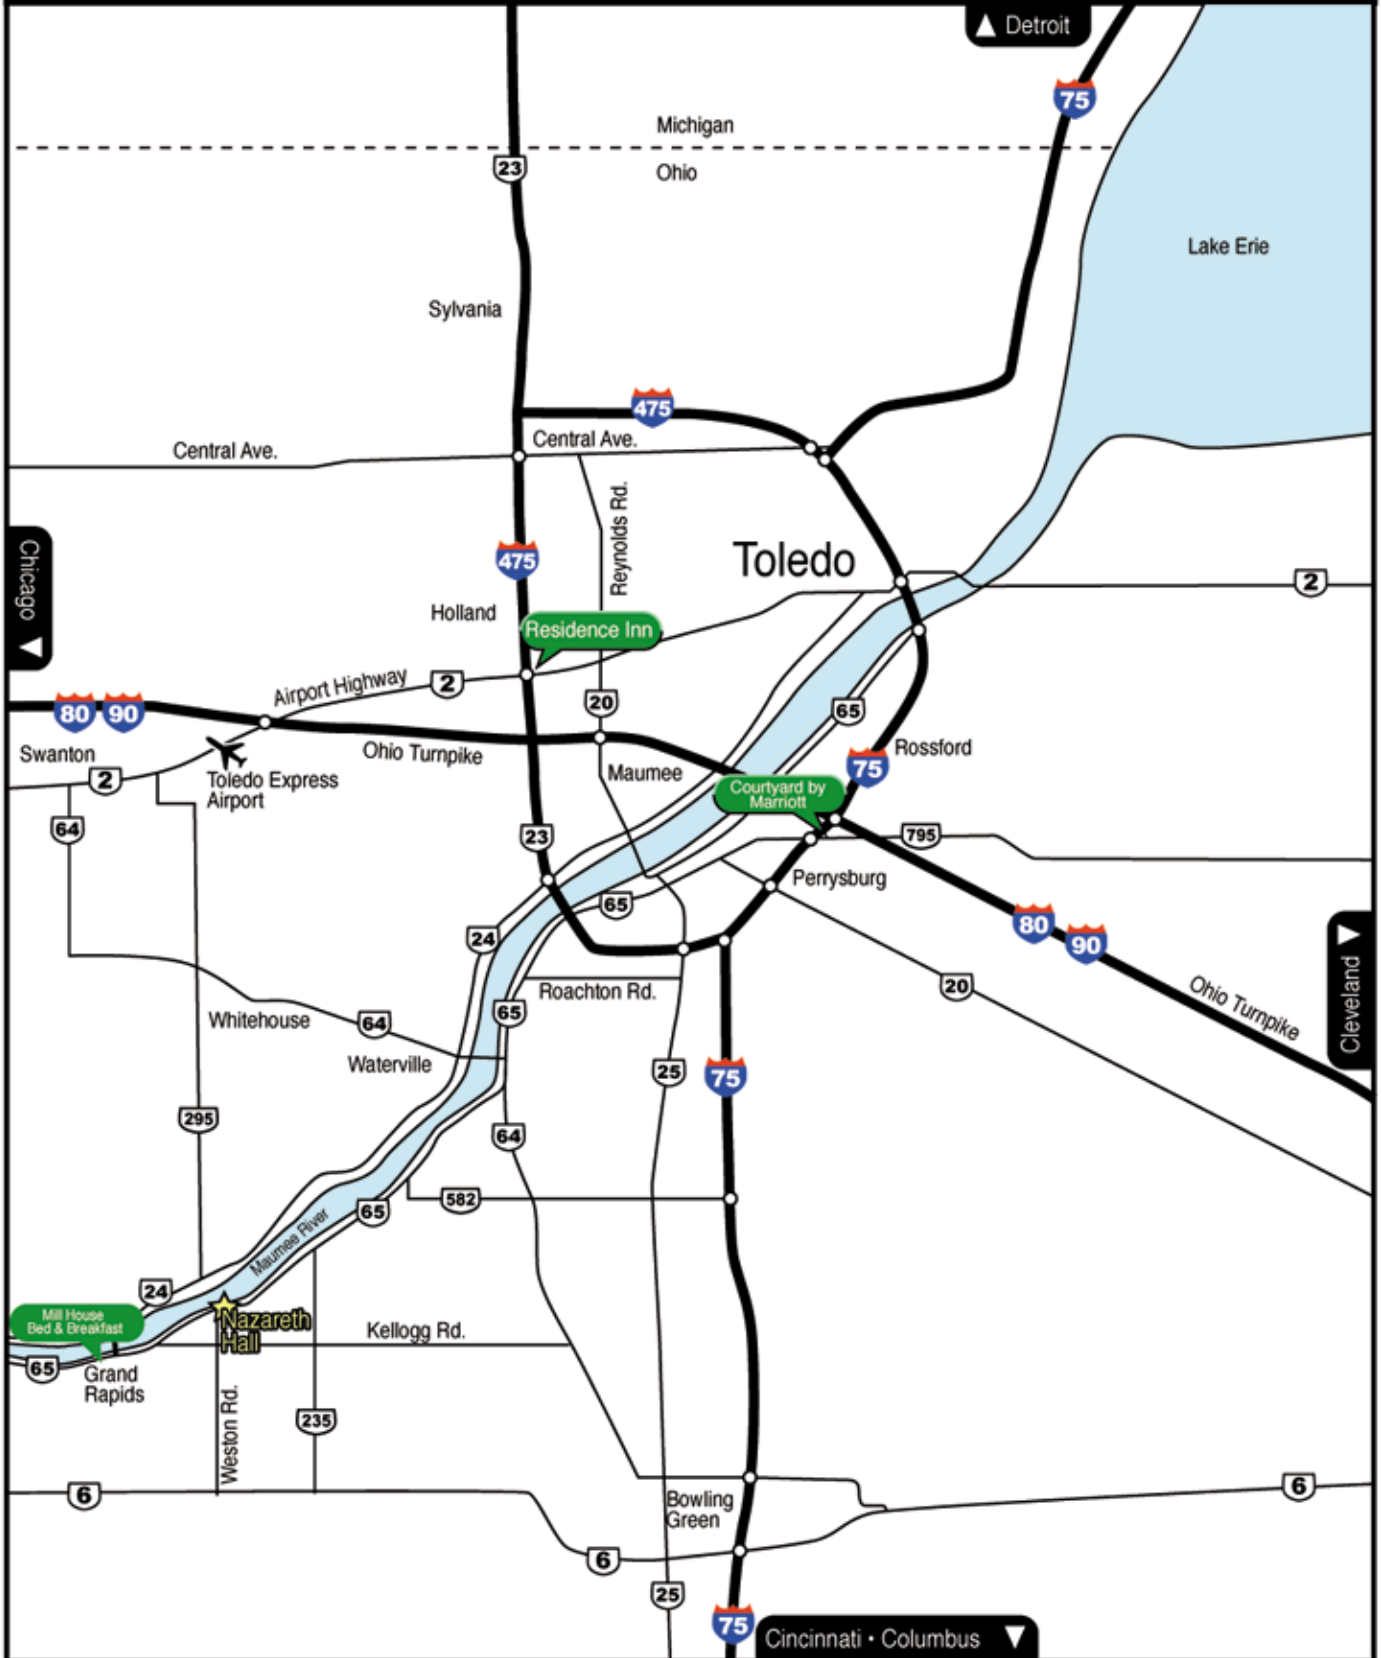 Detroit
75
Michigan
23
Ohio
Lake Erie
Sylvania
475
Central Ave.
Central Ave.
Reynolds Rd.
Chicago
475
Toledo
2
Holland
Residence Inn
Airport Highway
2
20
65
80
90
Swanton
Ohio Turnpike
Rossford
75
2
Toledo Express
Airport
Maumee
Courtyard by
Marriott
64
23
795
Perrysburg
65
80
90
24
Cleveland
Roachton Rd.
20
Ohio Turnpike
65
Whitehouse
64
Waterville
25
75
295
64
582
65
Maumee River
24
Mill House
Bed & Breakfast
Nazareth
Hall
Kellogg Rd.
65
Grand
Rapids
Weston Rd.
235
6
6
Bowling
Green
6
25
75
Cincinnati • Columbus